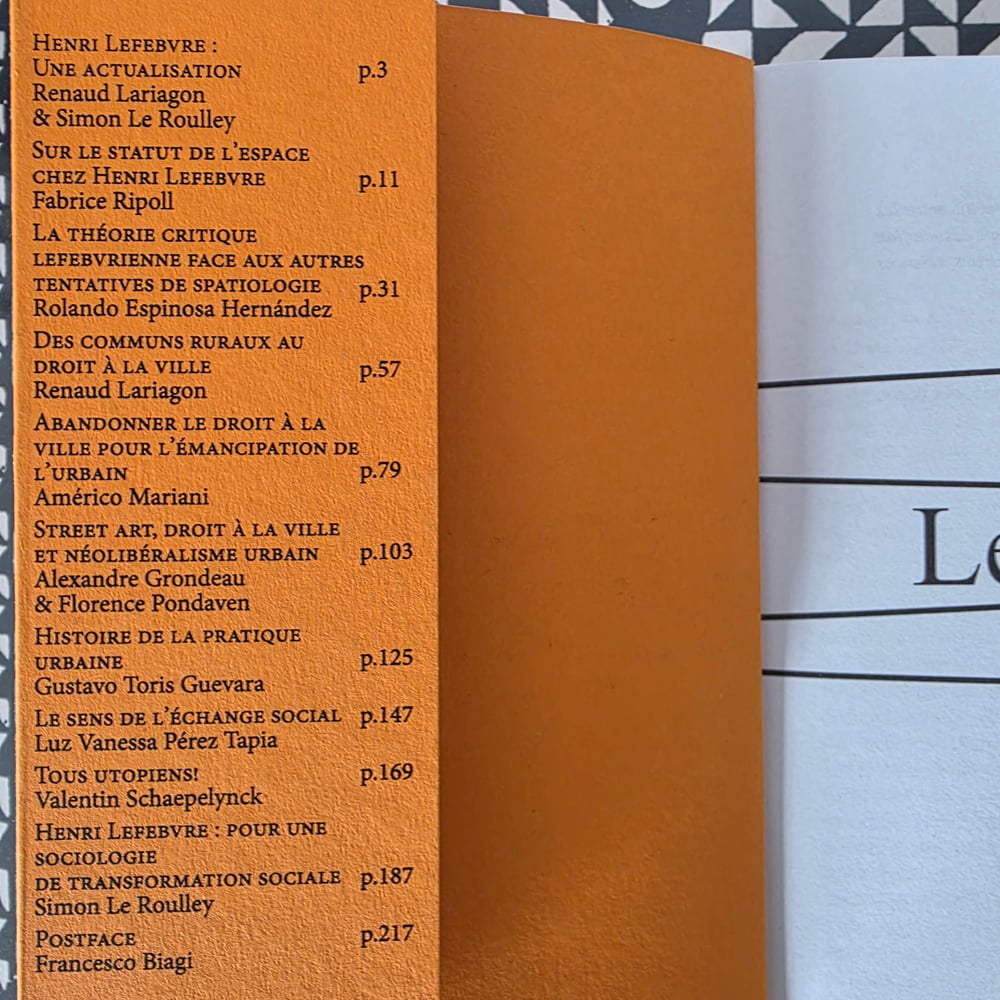 Henri Lefebvre :
Une actualisation p.3
Renaud Lariagon
& Simon Le Roulley
Sur le statut de l'espace
chez Henri Lefebvre p.11
Fabrice Ripoll
La théorie critique
lefebvrienne face aux autres
tentatives de spatiologie p.31
Rolando Espinosa Hernández
Des communs ruraux au
droit à la ville p.57
Renaud Lariagon
Abandonner le droit à la
ville pour l'émancipation de
l'urbain p.79
Américo Mariani
Street art, droit à la ville
et néolibéralisme urbain p.103
Alexandre Grondeau
& Florence Pondaven
Histoire de la pratique
urbaine p.125
Gustavo Toris Guevara
Le sens de l'échange social p.147
Luz Vanessa Pérez Tapia
Tous utopiens! p.169
Valentin Schaepelynck
Henri Lefebvre : pour une
sociologie
de transformation sociale p.187
Simon Le Roulley
Postface p.217
Francesco Biagi
Le